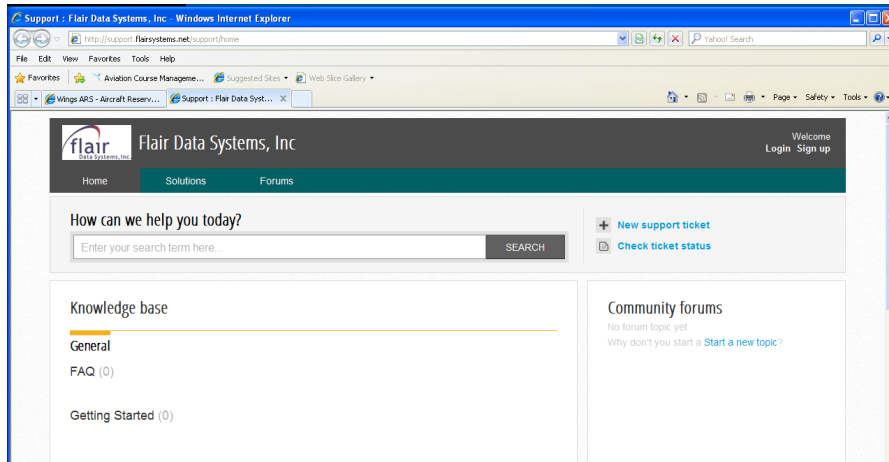 Support : Flair Data Systems, Inc - Windows Internet Explorer
http://support.flairsystems.net/support/home
Yahoo! Search
File Edit View Favorites Tools Help
Favorites Aviation Course Manageme... Suggested Sites Web Slice Gallery
Wings ARS - Aircraft Reserv... Support : Flair Data Syst... X
Page Safety Tools
flair
Data Systems, Inc.
Flair Data Systems, Inc
Welcome
Login Sign up
Home Solutions Forums
How can we help you today?
Enter your search term here...
SEARCH
New support ticket
Check ticket status
Knowledge base
General
FAQ (0)
Getting Started (0)
Community forums
No forum topic yet
Why don't you start a Start a new topic?